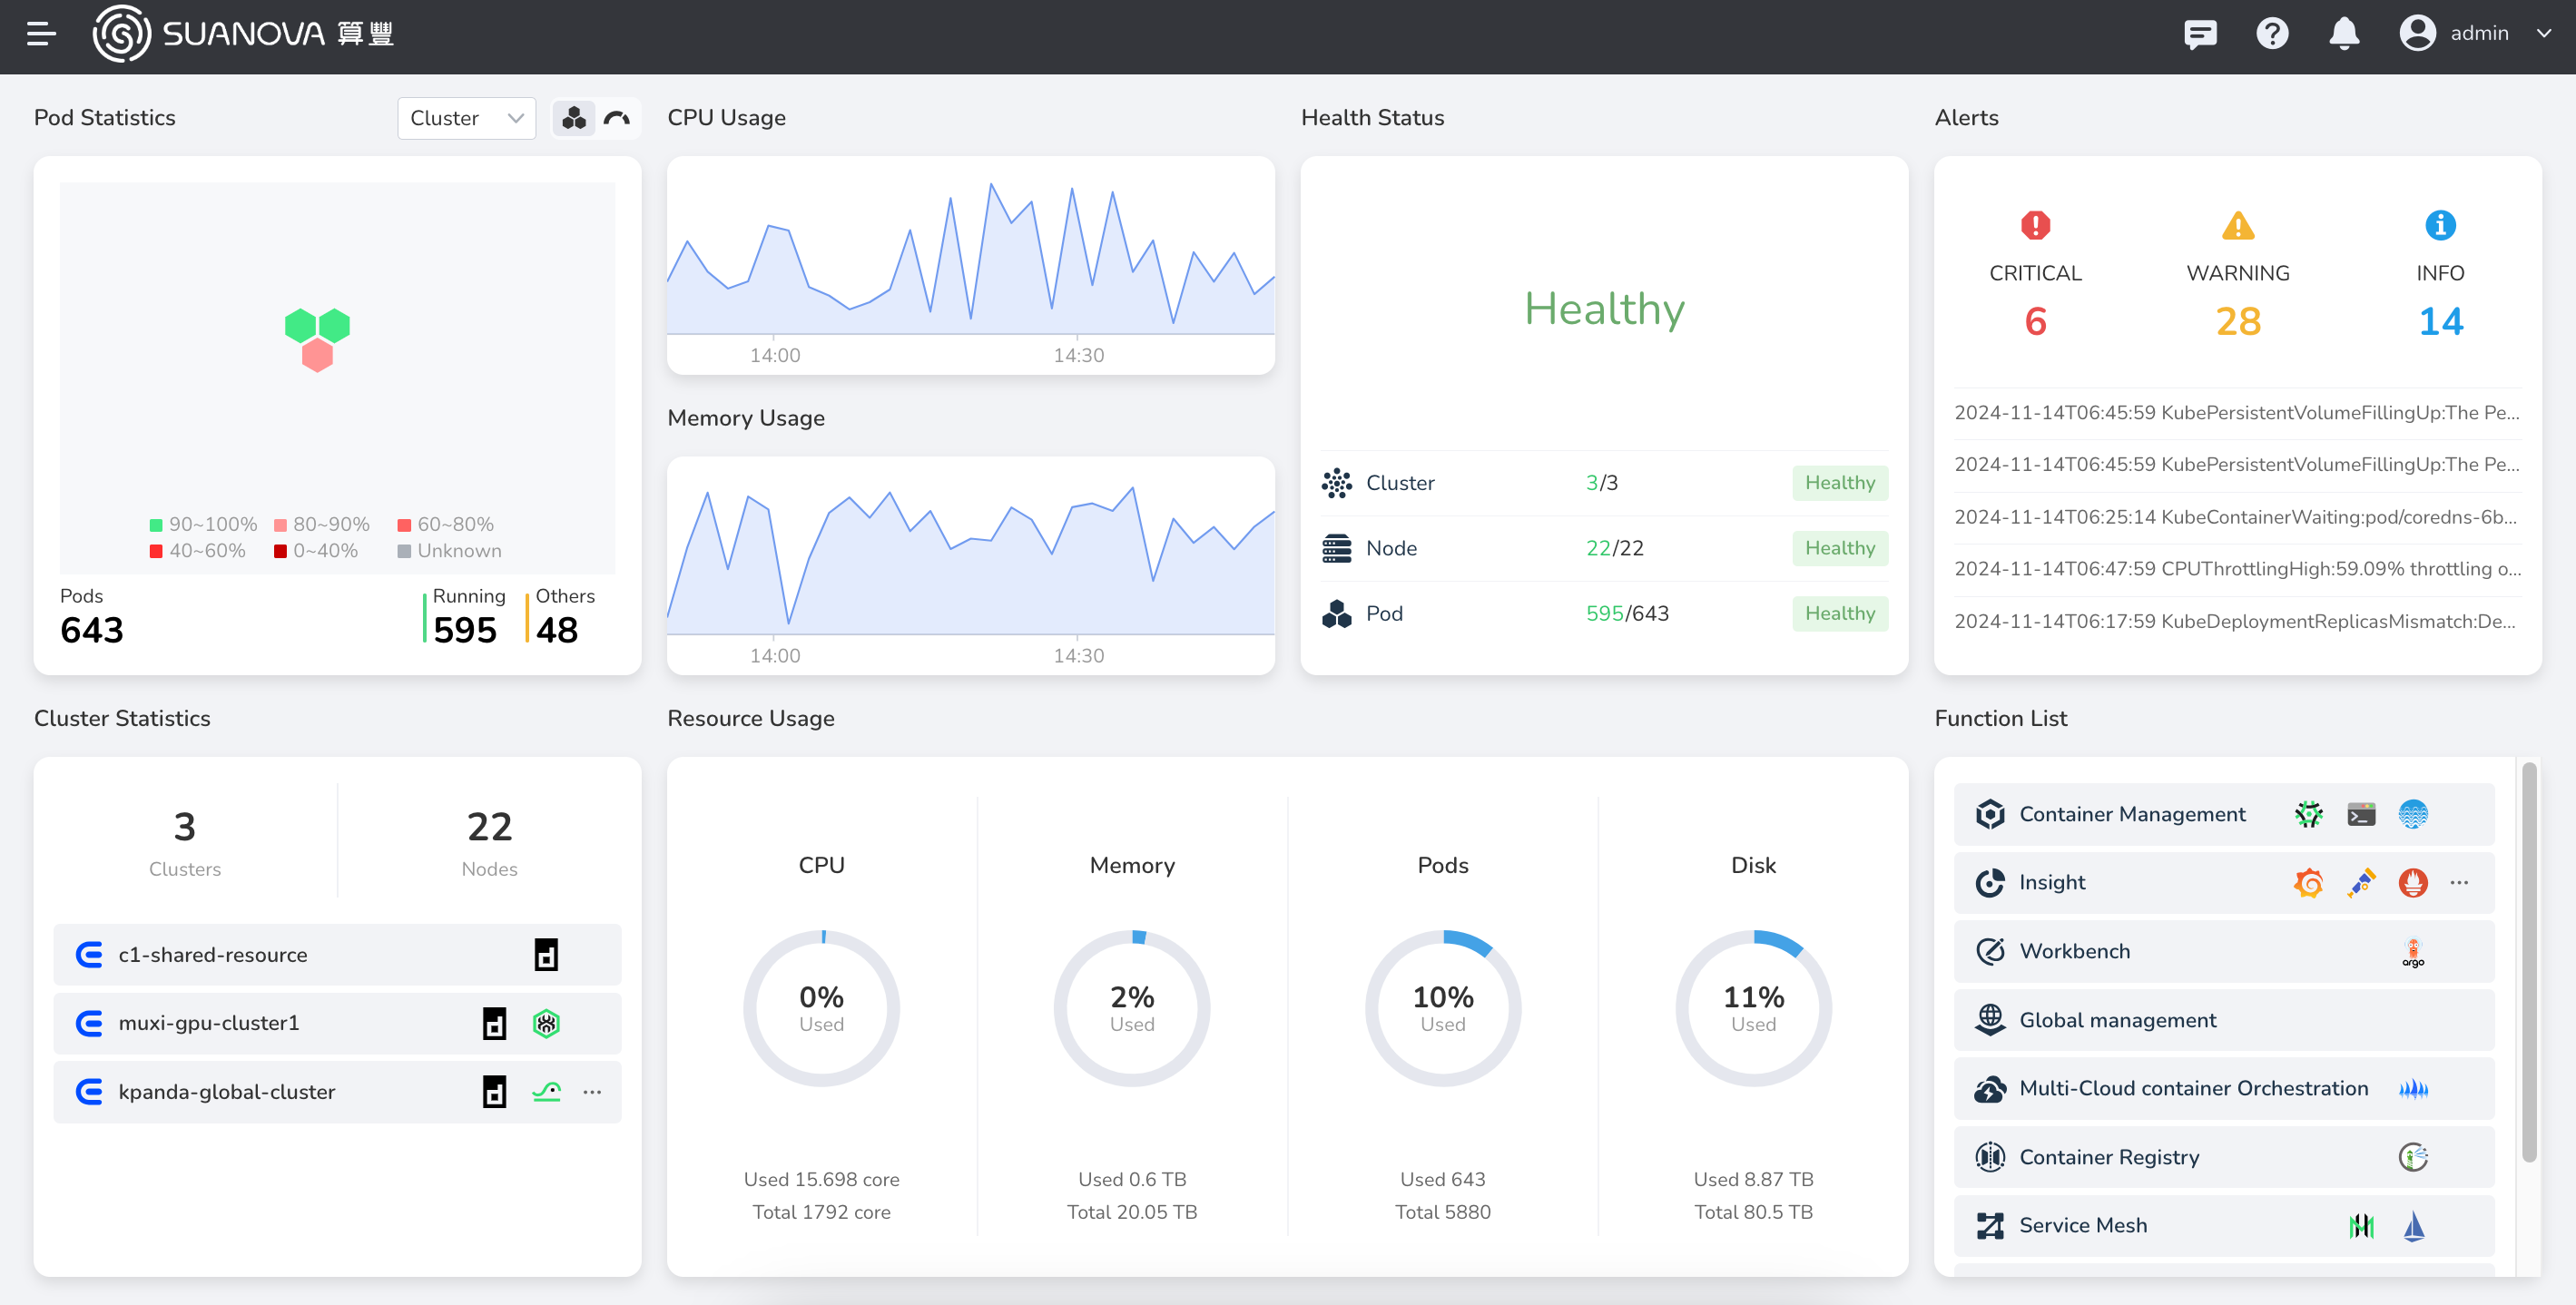 SUANOVA 算豐
admin
Pod Statistics
Cluster
90~100%
80~90%
60~80%
40~60%
0~40%
Unknown
Pods
643
Running
595
Others
48
CPU Usage
14:00
14:30
Memory Usage
14:00
14:30
Health Status
Healthy
Cluster 3/3 Healthy
Node 22/22 Healthy
Pod 595/643 Healthy
Alerts
CRITICAL
6
WARNING
28
INFO
14
2024-11-14T06:45:59 KubePersistentVolumeFillingUp:The Pe...
2024-11-14T06:45:59 KubePersistentVolumeFillingUp:The Pe...
2024-11-14T06:25:14 KubeContainerWaiting:pod/coredns-6b...
2024-11-14T06:47:59 CPUThrottlingHigh:59.09% throttling o...
2024-11-14T06:17:59 KubeDeploymentReplicasMismatch:De...
Cluster Statistics
3
Clusters
22
Nodes
c1-shared-resource
muxi-gpu-cluster1
kpanda-global-cluster
Resource Usage
CPU
0%
Used
Used 15.698 core
Total 1792 core
Memory
2%
Used
Used 0.6 TB
Total 20.05 TB
Pods
10%
Used
Used 643
Total 5880
Disk
11%
Used
Used 8.87 TB
Total 80.5 TB
Function List
Container Management
Insight
Workbench
argo
Global management
Multi-Cloud container Orchestration
Container Registry
Service Mesh